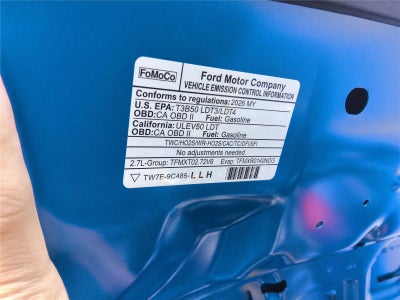 FoMoCo
Ford Motor Company
VEHICLE EMISSION CONTROL INFORMATION
Conforms to regulations: 2026 MY
U.S. EPA: T3B50 LDT3/LDT4
OBD:CA OBD II Fuel: Gasoline
California: ULEV50 LDT
OBD:CA OBD II Fuel: Gasoline
TWC/HO2S/WR-HO2S/CAC/TC/DFI/SFI
No adjustments needed.
2.7L-Group: TFMXT02.72V6 Evap: TFMXR0140NDG
TW7E-9C485-L L H